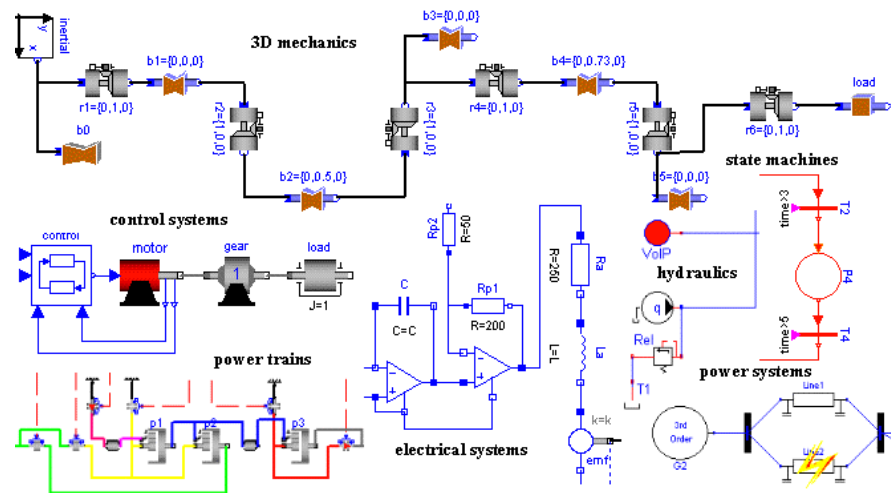 inertial
y
x
3D mechanics
b3={0,0,0}
b1={0,0,0}
b4={0,0.73,0}
load
r1={0,1,0}
r4={0,1,0}
r6={0,1,0}
r2={1,0,0}
r3={1,0,0}
r5={1,0,0}
b0
b2={0,0.5,0}
b5={0,0,0}
state machines
control systems
control
motor
gear
load
1
J=1
Rp2
R=50
C
C=C
Rp1
R=200
R=250
Ra
L=L
La
k=k
emf
electrical systems
VolP
hydraulics
q
Rel
T1
time>3
T2
P4
time>5
T4
power trains
p1
p2
p3
power systems
3rd
Order
G2
Line1
Line2